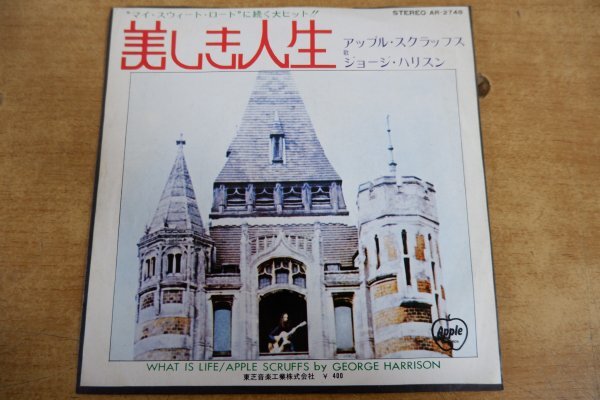 "マイ・スウィート・ロード"に続く大ヒット!!
STEREO AR-2748
美しき人生
アップル・スクラッフス
歌 ジョージ・ハリスン
Apple
WHAT IS LIFE/APPLE SCRUFFS by GEORGE HARRISON
東芝音楽工業株式会社 ¥ 400